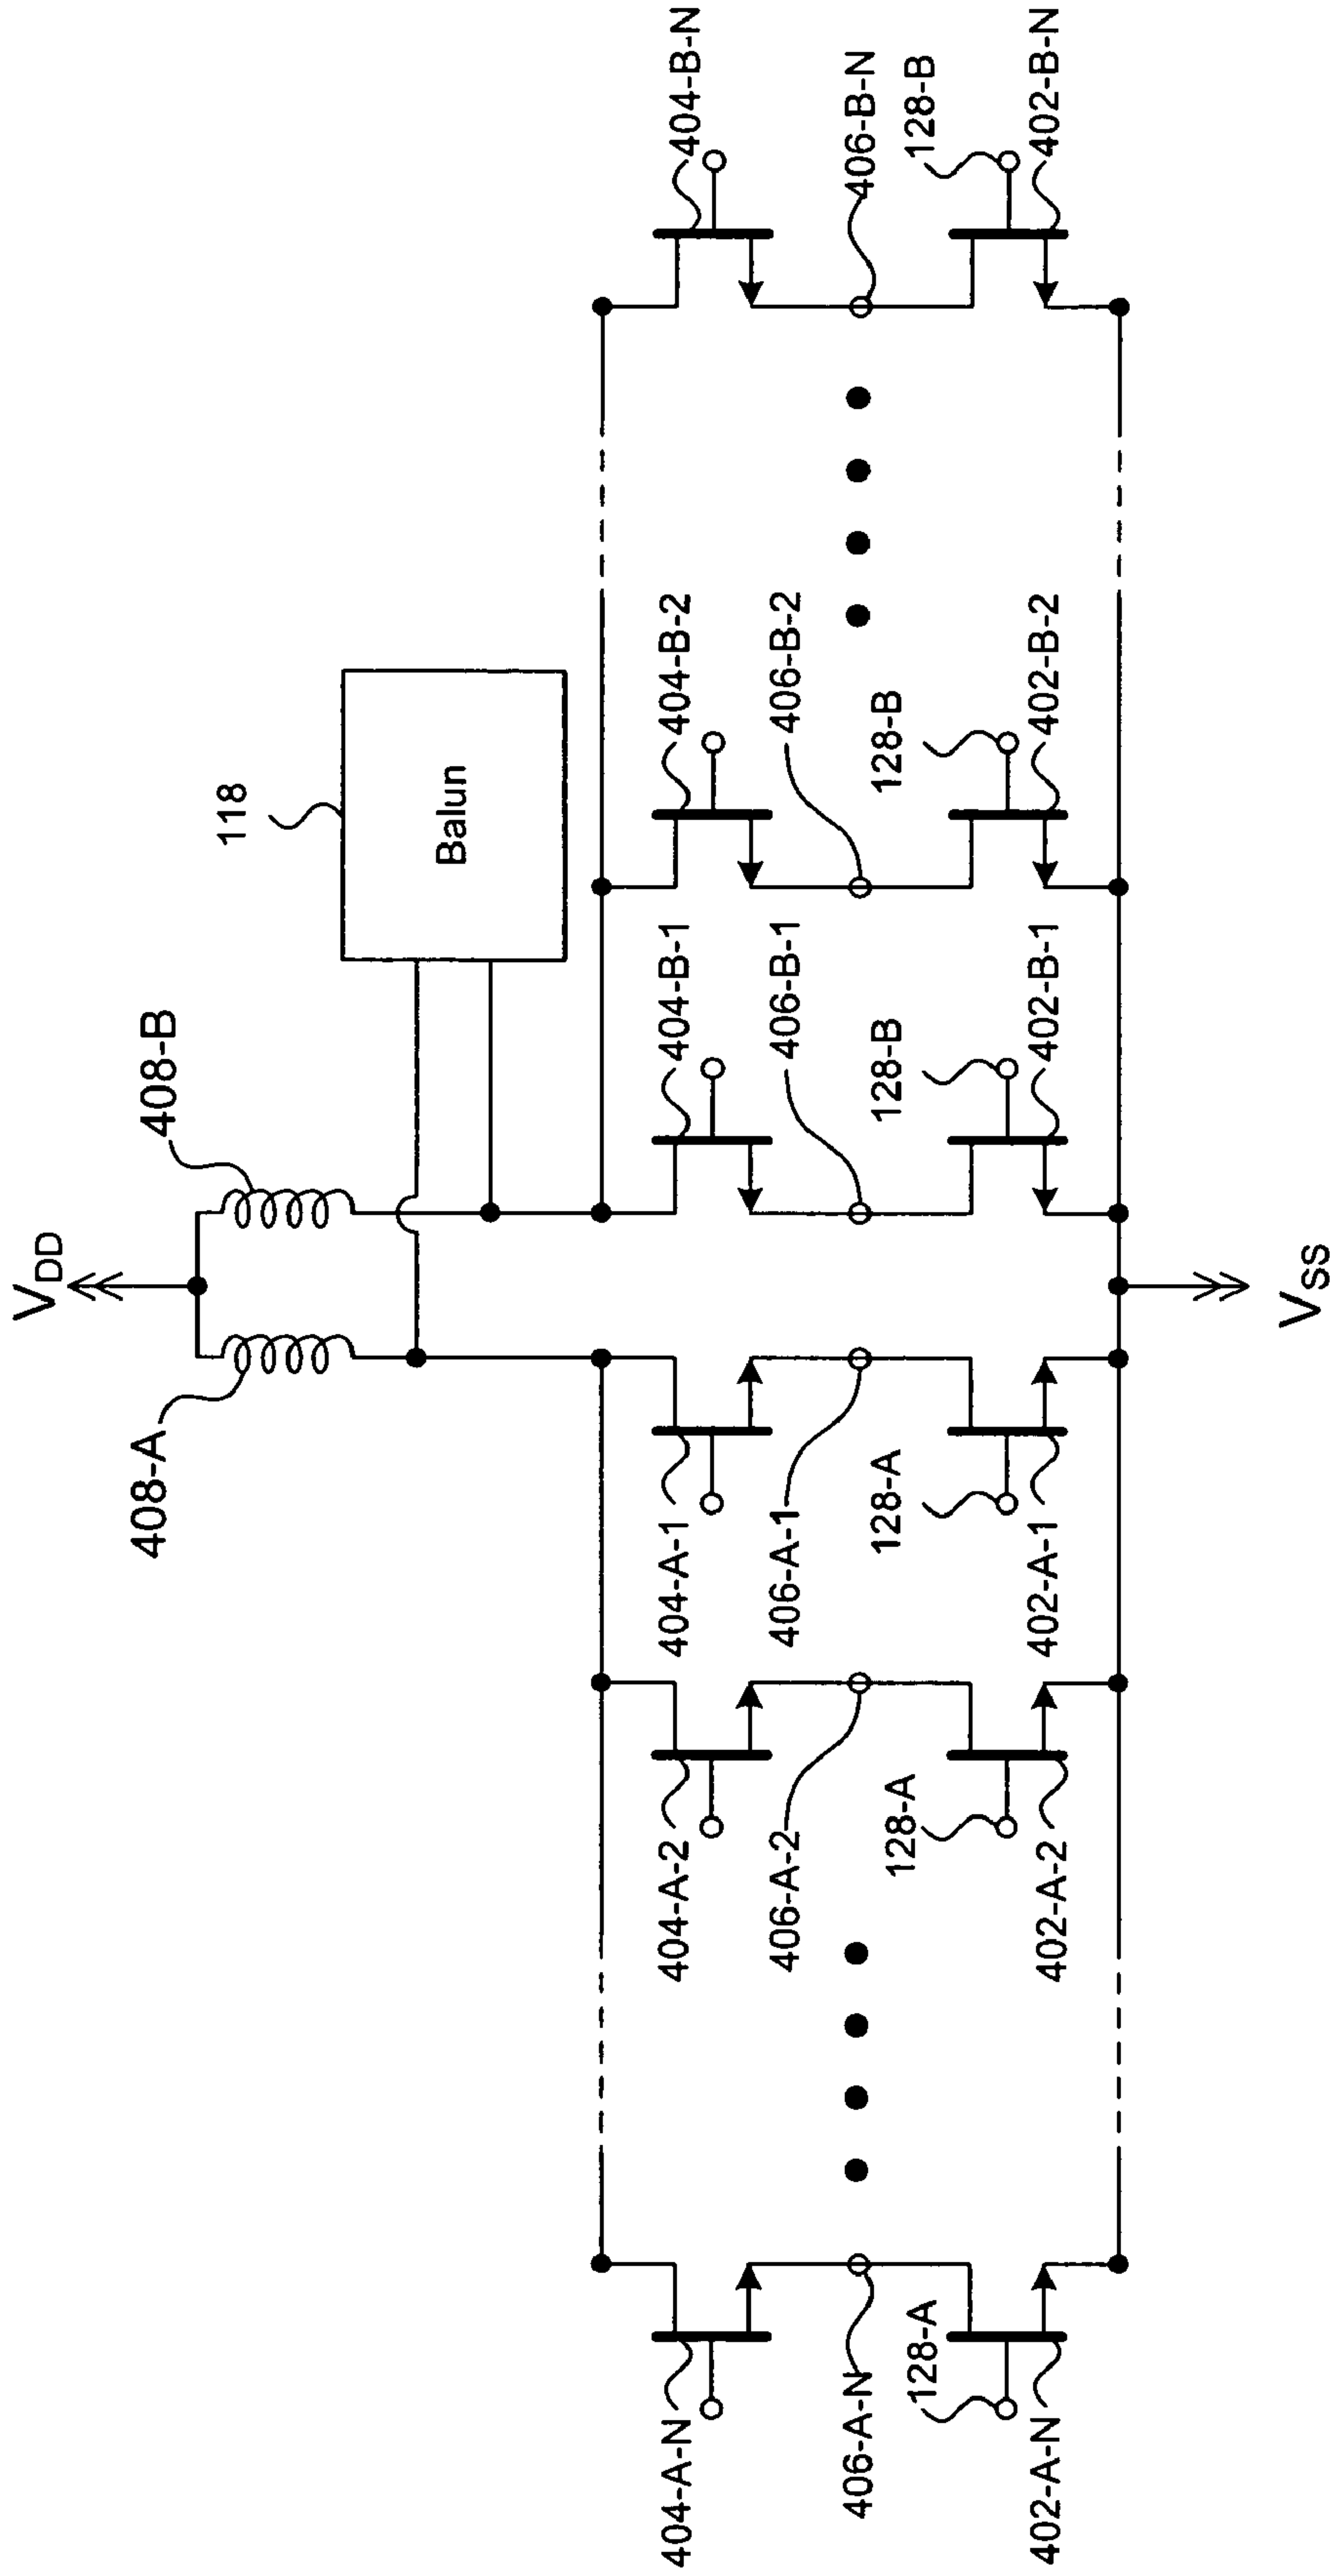 V_DD
408-A
408-B
118
Balun
404-A-N
404-A-2
404-A-1
404-B-1
404-B-2
404-B-N
406-A-N
406-A-2
406-A-1
406-B-1
406-B-2
406-B-N
128-A
128-A
128-A
128-B
128-B
128-B
402-A-N
402-A-2
402-A-1
402-B-1
402-B-2
402-B-N
V_SS